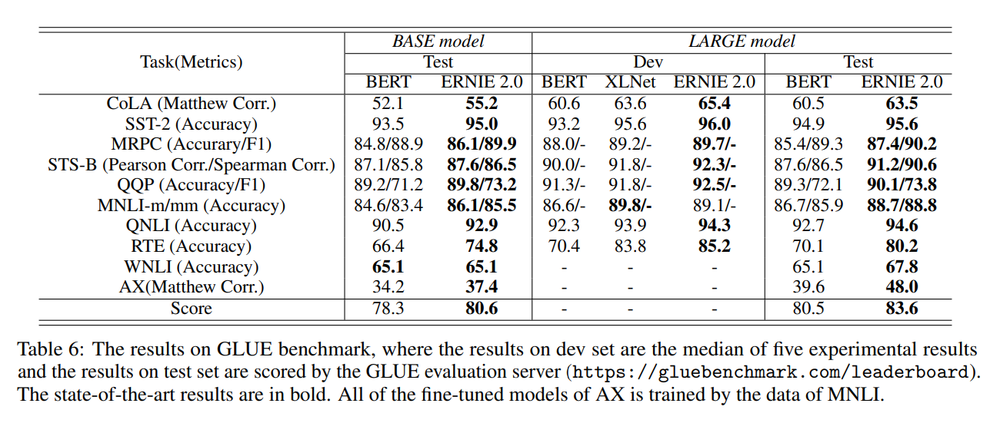 BASE model LARGE model
Task(Metrics) Test Dev Test
BERT ERNIE 2.0 BERT XLNet ERNIE 2.0 BERT ERNIE 2.0
CoLA (Matthew Corr.) 52.1 55.2 60.6 63.6 65.4 60.5 63.5
SST-2 (Accuracy) 93.5 95.0 93.2 95.6 96.0 94.9 95.6
MRPC (Accurary/F1) 84.8/88.9 86.1/89.9 88.0/- 89.2/- 89.7/- 85.4/89.3 87.4/90.2
STS-B (Pearson Corr./Spearman Corr.) 87.1/85.8 87.6/86.5 90.0/- 91.8/- 92.3/- 87.6/86.5 91.2/90.6
QQP (Accuracy/F1) 89.2/71.2 89.8/73.2 91.3/- 91.8/- 92.5/- 89.3/72.1 90.1/73.8
MNLI-m/mm (Accuracy) 84.6/83.4 86.1/85.5 86.6/- 89.8/- 89.1/- 86.7/85.9 88.7/88.8
QNLI (Accuracy) 90.5 92.9 92.3 93.9 94.3 92.7 94.6
RTE (Accuracy) 66.4 74.8 70.4 83.8 85.2 70.1 80.2
WNLI (Accuracy) 65.1 65.1 - - - 65.1 67.8
AX(Matthew Corr.) 34.2 37.4 - - - 39.6 48.0
Score 78.3 80.6 - - - 80.5 83.6
Table 6: The results on GLUE benchmark, where the results on dev set are the median of five experimental results
and the results on test set are scored by the GLUE evaluation server (https://gluebenchmark.com/leaderboard).
The state-of-the-art results are in bold. All of the fine-tuned models of AX is trained by the data of MNLI.